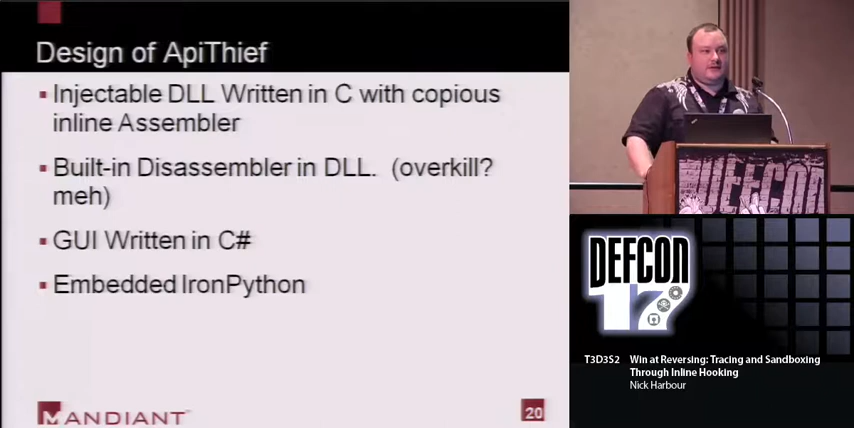 Design of ApiThief
▪ Injectable DLL Written in C with copious
inline Assembler
▪ Built-in Disassembler in DLL. (overkill?
meh)
▪ GUI Written in C#
▪ Embedded IronPython
MANDIANT
20
DEFCON
DEFCON
17
T3D3S2 Win at Reversing: Tracing and Sandboxing
Through Inline Hooking
Nick Harbour